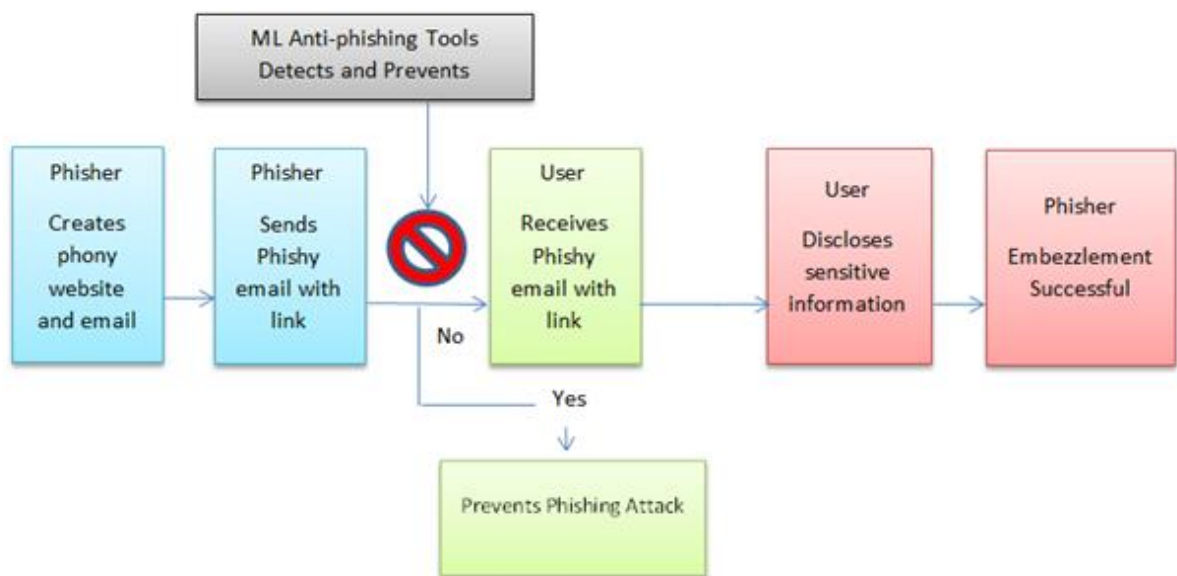 ML Anti-phishing Tools
Detects and Prevents
Phisher
Creates
phony
website
and email
Phisher
Sends
Phishy
email with
link
User
Receives
Phishy
email with
link
User
Discloses
sensitive
information
Phisher
Embezzlement
Successful
No
Yes
Prevents Phishing Attack